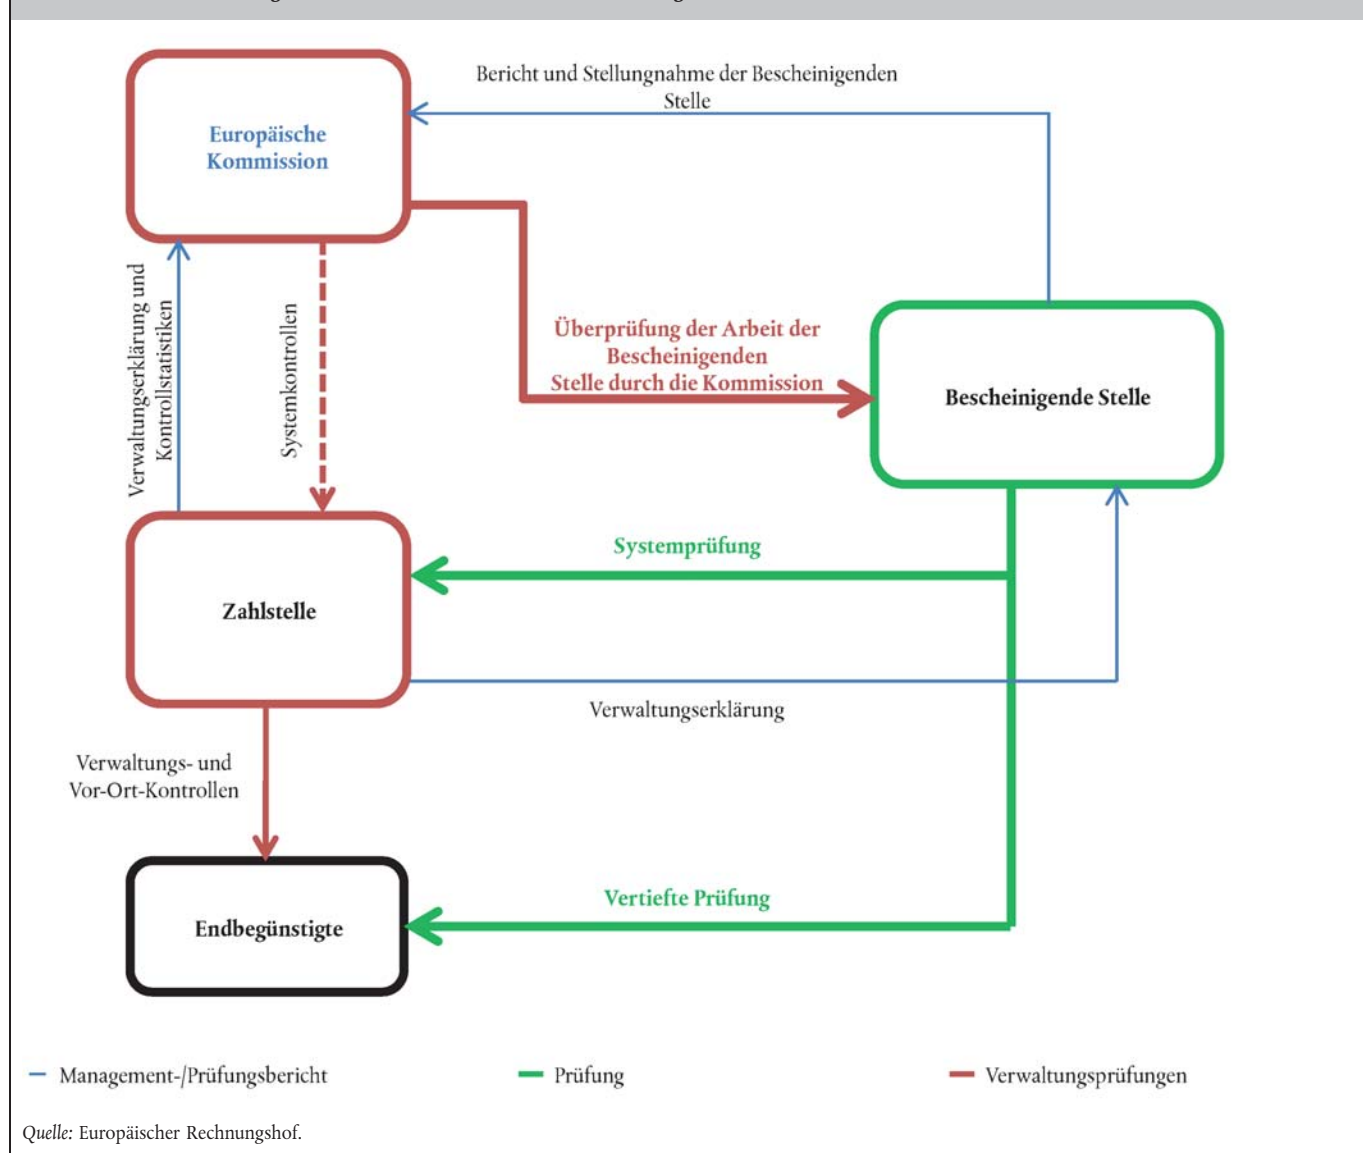 Bericht und Stellungnahme der Bescheinigenden
Stelle
Europäische
Kommission
Verwaltungserklärung und
Kontrollstatistiken
Systemkontrollen
Überprüfung der Arbeit der
Bescheinigenden
Stelle durch die Kommission
Bescheinigende Stelle
Systemprüfung
Zahlstelle
Verwaltungserklärung
Verwaltungs- und
Vor-Ort-Kontrollen
Vertiefte Prüfung
Endbegünstigte
Management-/Prüfungsbericht
Prüfung
Verwaltungsprüfungen
Quelle: Europäischer Rechnungshof.